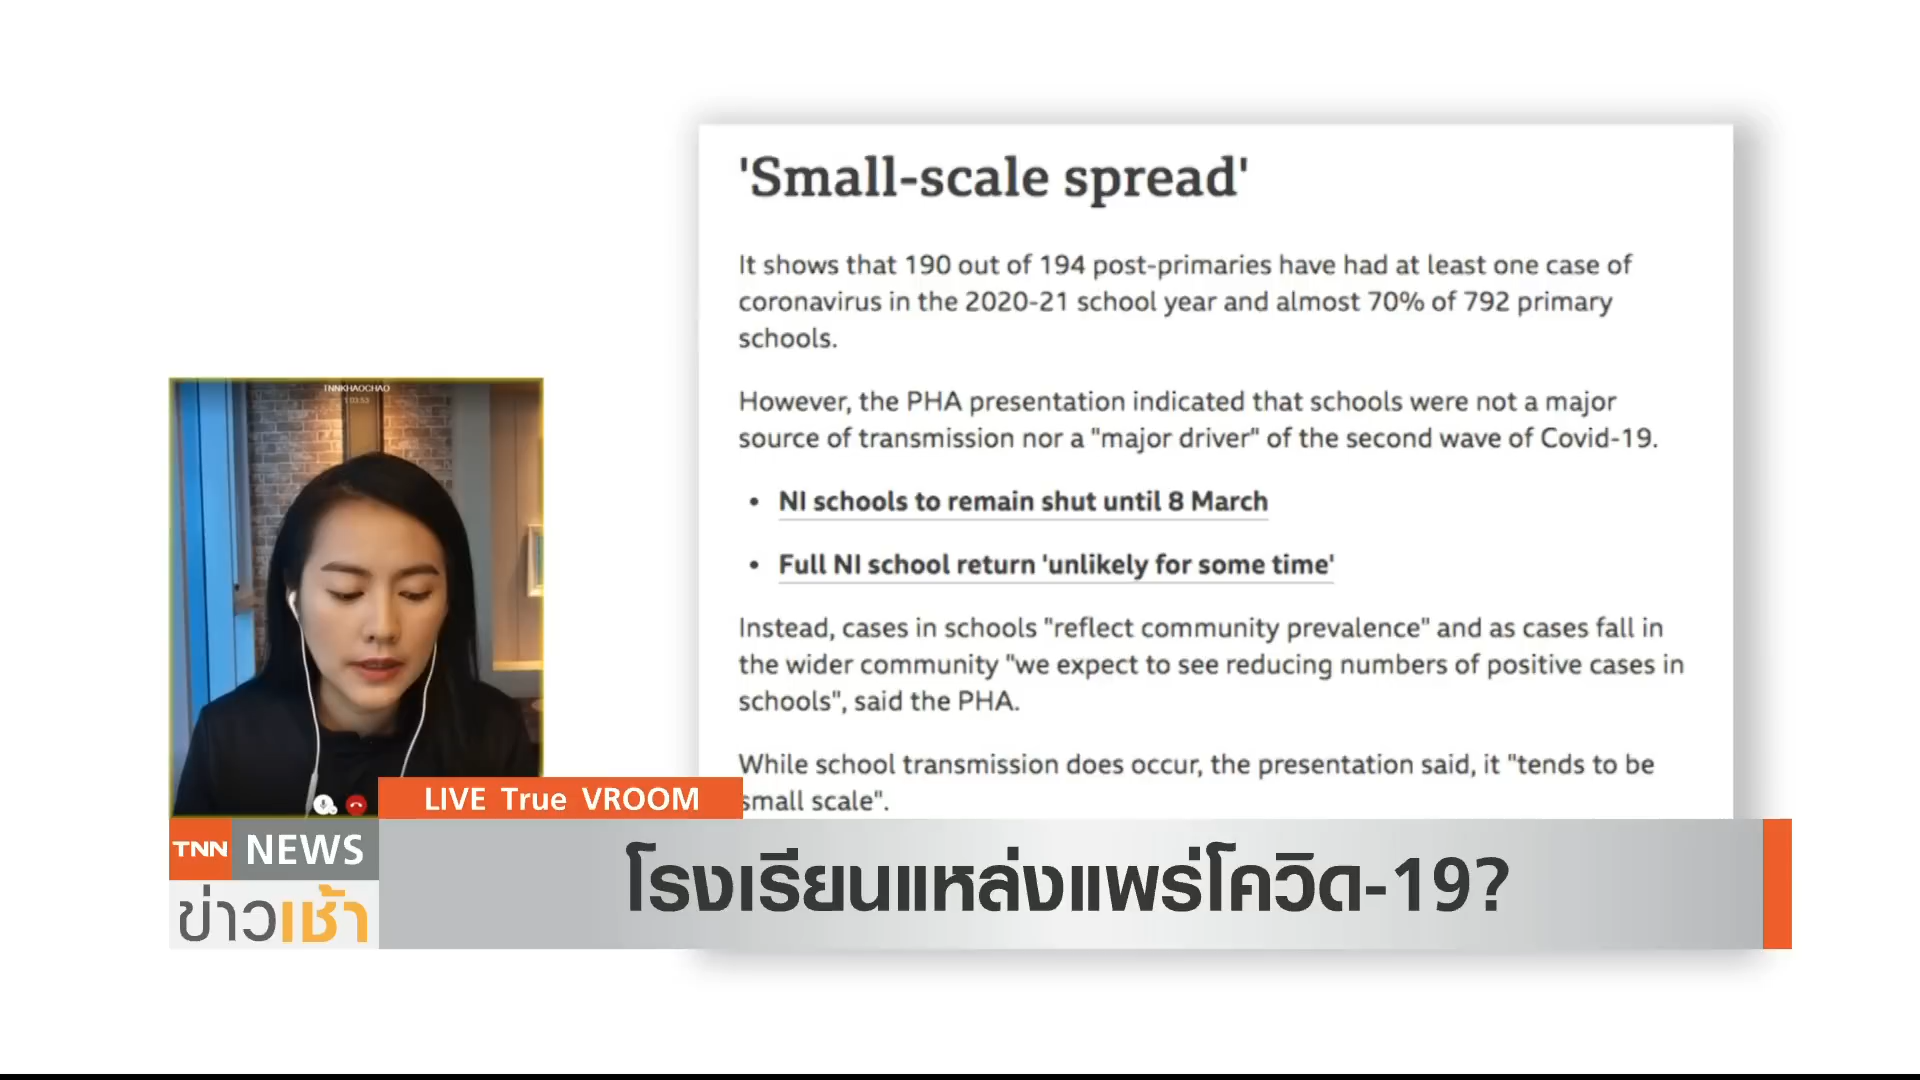 'Small-scale spread'
It shows that 190 out of 194 post-primaries have had at least one case of
coronavirus in the 2020-21 school year and almost 70% of 792 primary
schools.
However, the PHA presentation indicated that schools were not a major
source of transmission nor a "major driver" of the second wave of Covid-19.
• NI schools to remain shut until 8 March
• Full NI school return 'unlikely for some time'
Instead, cases in schools "reflect community prevalence" and as cases fall in
the wider community "we expect to see reducing numbers of positive cases in
schools", said the PHA.
While school transmission does occur, the presentation said, it "tends to be
small scale".
TNNKHAOCHAO
1:03:53
LIVE True VROOM
TNN NEWS
ข่าวเช้า
โรงเรียนแหล่งแพร่โควิด-19?